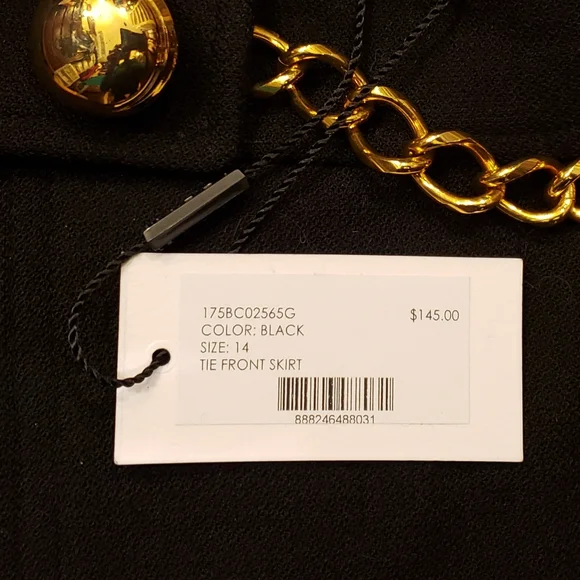 175BC02565G $145.00
COLOR: BLACK
SIZE: 14
TIE FRONT SKIRT
888246488031